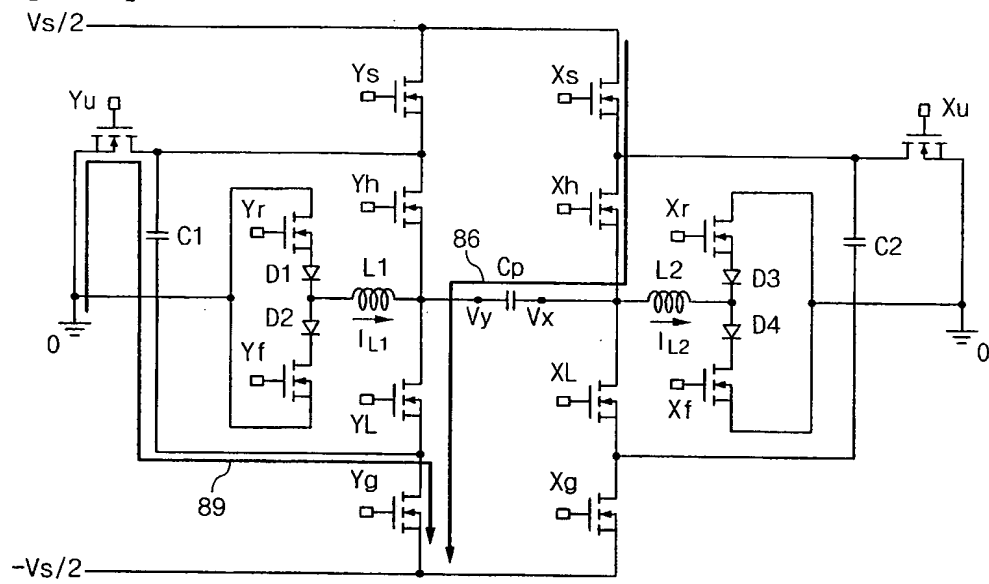 Vs/2
Ys
Xs
Yu
Xu
Yh
Xh
Yr
Xr
C1
86
Cp
C2
D1
L1
L2
D3
D2
Vy
Vx
D4
IL1
IL2
0
0
Yf
YL
XL
Xf
Yg
Xg
89
-Vs/2